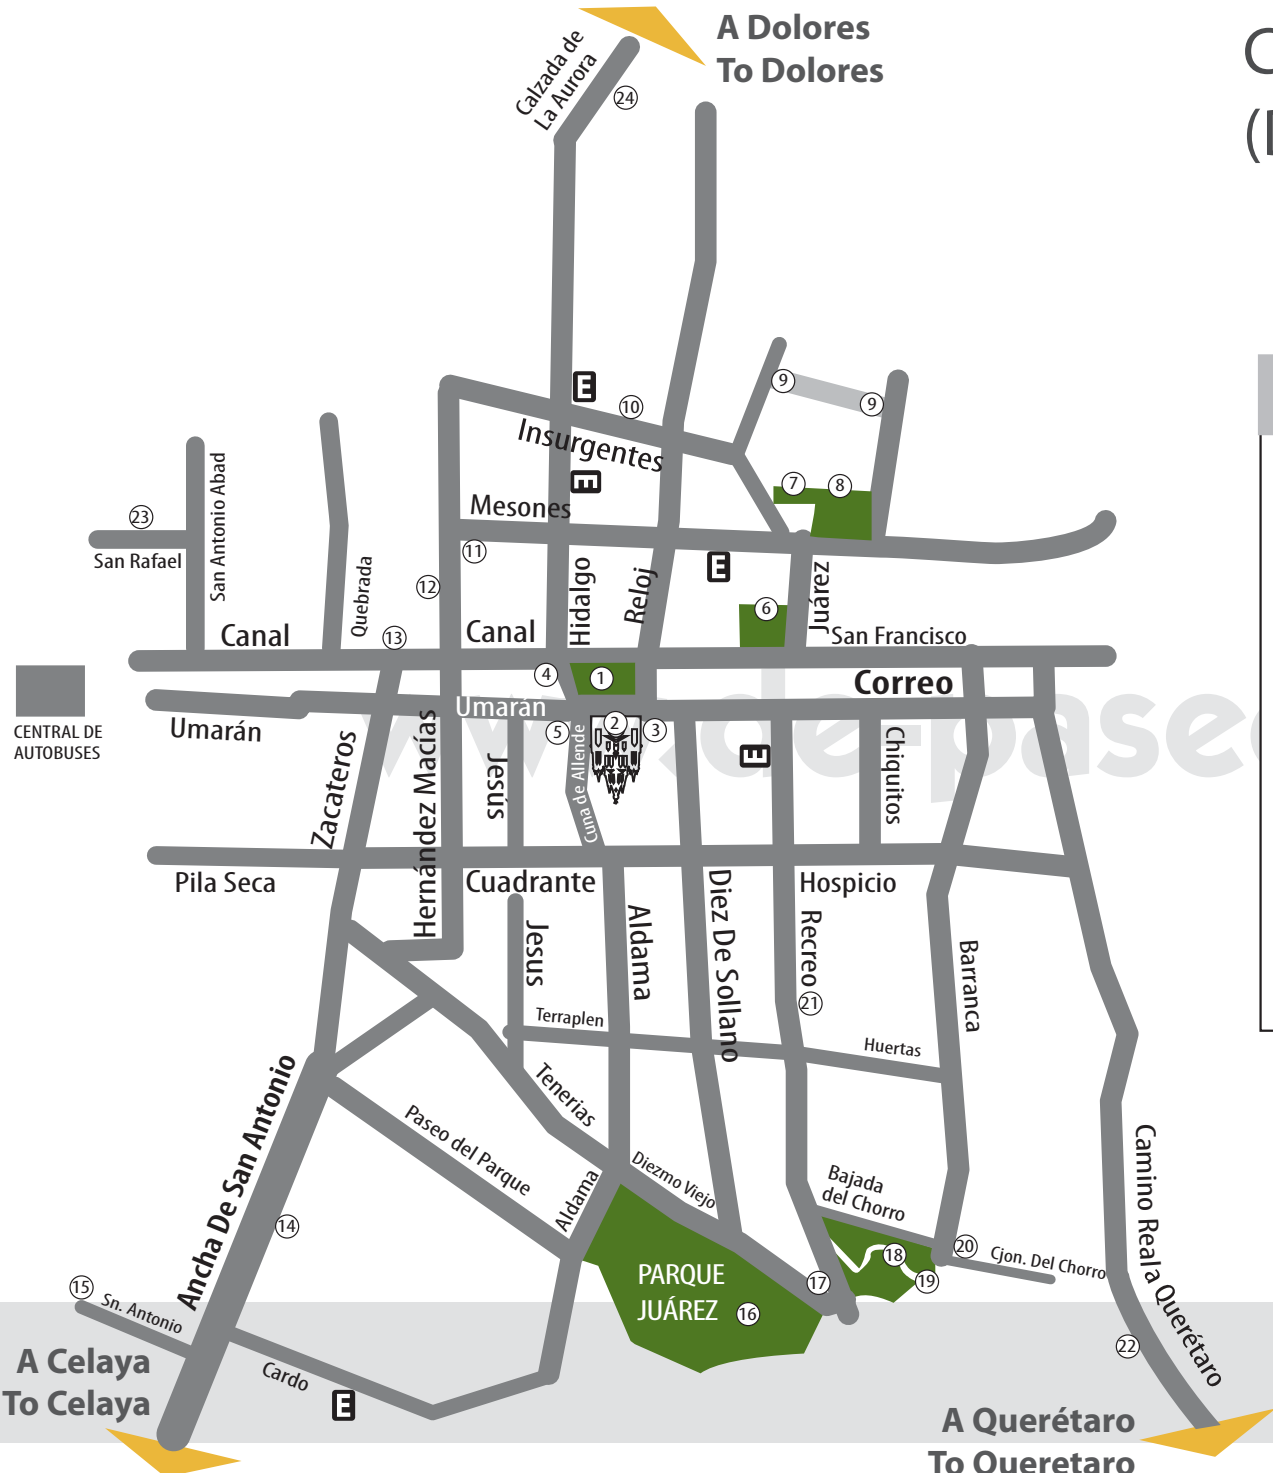 A Dolores
To Dolores
Calzada de
La Aurora
24
9
9
E
10
Insurgentes
7
8
E
Mesones
23
San Rafael
San Antonio Abad
Quebrada
11
12
E
Hidalgo
Reloj
6
Juárez
13
Canal
Canal
San Francisco
4
1
Correo
CENTRAL DE
AUTOBUSES
Umarán
Umarán
www.de-paseo
5
2
3
E
Zacateros
Hernández Macías
Jesús
Cuna de Allende
Chiquitos
Pila Seca
Cuadrante
Hospicio
Jesus
Aldama
Diez De Sollano
Recreo
21
Barranca
Terraplen
Huertas
Tenerias
Ancha De San Antonio
Paseo del Parque
Aldama
Diezmo Viejo
Bajada
del Chorro
14
18
20
Cjon. Del Chorro
19
17
PARQUE
JUÁREZ
16
Camino Real a Querétaro
22
15
Sn. Antonio
Cardo
E
A Celaya
To Celaya
A Querétaro
To Queretaro